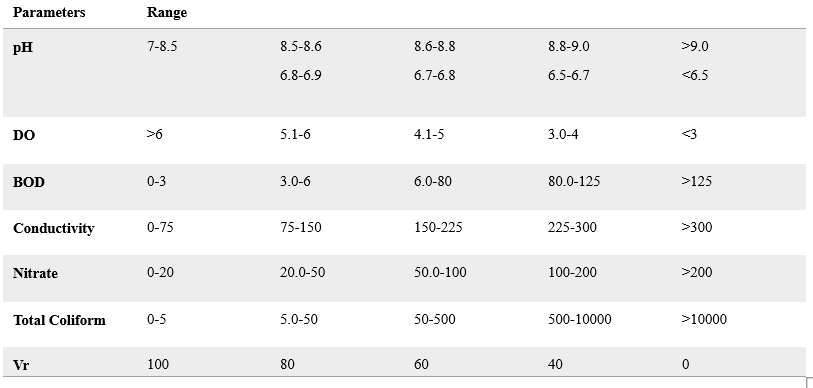 Parameters Range
pH 7-8.5 8.5-8.6 8.6-8.8 8.8-9.0 >9.0
6.8-6.9 6.7-6.8 6.5-6.7 <6.5
DO >6 5.1-6 4.1-5 3.0-4 <3
BOD 0-3 3.0-6 6.0-80 80.0-125 >125
Conductivity 0-75 75-150 150-225 225-300 >300
Nitrate 0-20 20.0-50 50.0-100 100-200 >200
Total Coliform 0-5 5.0-50 50-500 500-10000 >10000
Vr 100 80 60 40 0